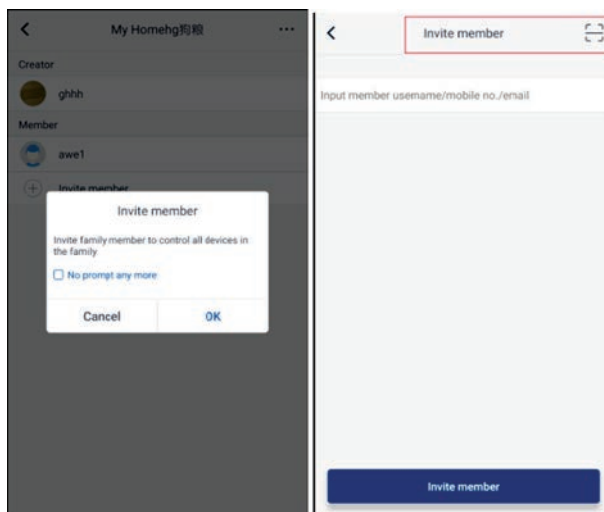 My Homehg狗粮
Creator
ghhh
Member
awe1
Invite member
Invite member
Invite family member to control all devices in
the family
No prompt any more
Cancel
OK
Invite member
Input member username/mobile no./email
Invite member